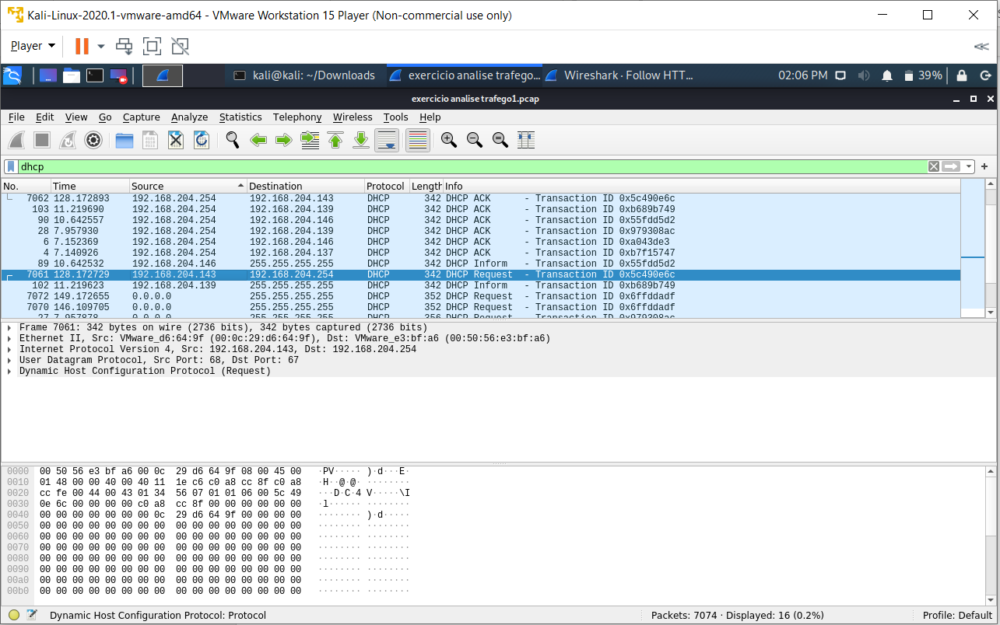 Kali-Linux-2020.1-vmware-amd64 - VMware Workstation 15 Player (Non-commercial use only)
Player
kali@kali: ~/Downloads
exercicio analise trafego...
Wireshark · Follow HTT...
02:06 PM
39%
exercicio analise trafego1.pcap
File Edit View Go Capture Analyze Statistics Telephony Wireless Tools Help
dhcp
No. Time Source Destination Protocol Length Info
7062 128.172893 192.168.204.254 192.168.204.143 DHCP 342 DHCP ACK - Transaction ID 0x5c490e6c
103 11.219690 192.168.204.254 192.168.204.139 DHCP 342 DHCP ACK - Transaction ID 0xb689b749
90 10.642557 192.168.204.254 192.168.204.146 DHCP 342 DHCP ACK - Transaction ID 0x55fdd5d2
28 7.957930 192.168.204.254 192.168.204.139 DHCP 342 DHCP ACK - Transaction ID 0x979308ac
6 7.152369 192.168.204.254 192.168.204.146 DHCP 342 DHCP ACK - Transaction ID 0xa043de3
4 7.140926 192.168.204.254 192.168.204.137 DHCP 342 DHCP ACK - Transaction ID 0xb7f15747
89 10.642532 192.168.204.146 255.255.255.255 DHCP 342 DHCP Inform - Transaction ID 0x55fdd5d2
7061 128.172729 192.168.204.143 192.168.204.254 DHCP 342 DHCP Request - Transaction ID 0x5c490e6c
102 11.219623 192.168.204.139 255.255.255.255 DHCP 342 DHCP Inform - Transaction ID 0xb689b749
7072 149.172655 0.0.0.0 255.255.255.255 DHCP 352 DHCP Request - Transaction ID 0x6ffddadf
7070 146.109705 0.0.0.0 255.255.255.255 DHCP 352 DHCP Request - Transaction ID 0x6ffddadf
27 7.957878 0.0.0.0 255.255.255.255 DHCP 356 DHCP Request - Transaction ID 0x979308ac
Frame 7061: 342 bytes on wire (2736 bits), 342 bytes captured (2736 bits)
Ethernet II, Src: VMware_d6:64:9f (00:0c:29:d6:64:9f), Dst: VMware_e3:bf:a6 (00:50:56:e3:bf:a6)
Internet Protocol Version 4, Src: 192.168.204.143, Dst: 192.168.204.254
User Datagram Protocol, Src Port: 68, Dst Port: 67
Dynamic Host Configuration Protocol (Request)
0000 00 50 56 e3 bf a6 00 0c 29 d6 64 9f 08 00 45 00 ·PV·····)·d···E·
0010 01 48 00 00 40 00 40 11 1e c6 c0 a8 cc 8f c0 a8 ·H··@·@·········
0020 cc fe 00 44 00 43 01 34 56 07 01 01 06 00 5c 49 ···D·C·4V·····\I
0030 0e 6c 00 00 00 00 c0 a8 cc 8f 00 00 00 00 00 00 ·l··············
0040 00 00 00 00 00 00 00 0c 29 d6 64 9f 00 00 00 00 ········)·d·····
0050 00 00 00 00 00 00 00 00 00 00 00 00 00 00 00 00 ················
0060 00 00 00 00 00 00 00 00 00 00 00 00 00 00 00 00 ················
0070 00 00 00 00 00 00 00 00 00 00 00 00 00 00 00 00 ················
0080 00 00 00 00 00 00 00 00 00 00 00 00 00 00 00 00 ················
0090 00 00 00 00 00 00 00 00 00 00 00 00 00 00 00 00 ················
00a0 00 00 00 00 00 00 00 00 00 00 00 00 00 00 00 00 ················
00b0 00 00 00 00 00 00 00 00 00 00 00 00 00 00 00 00 ················
Dynamic Host Configuration Protocol: Protocol
Packets: 7074 · Displayed: 16 (0.2%)
Profile: Default